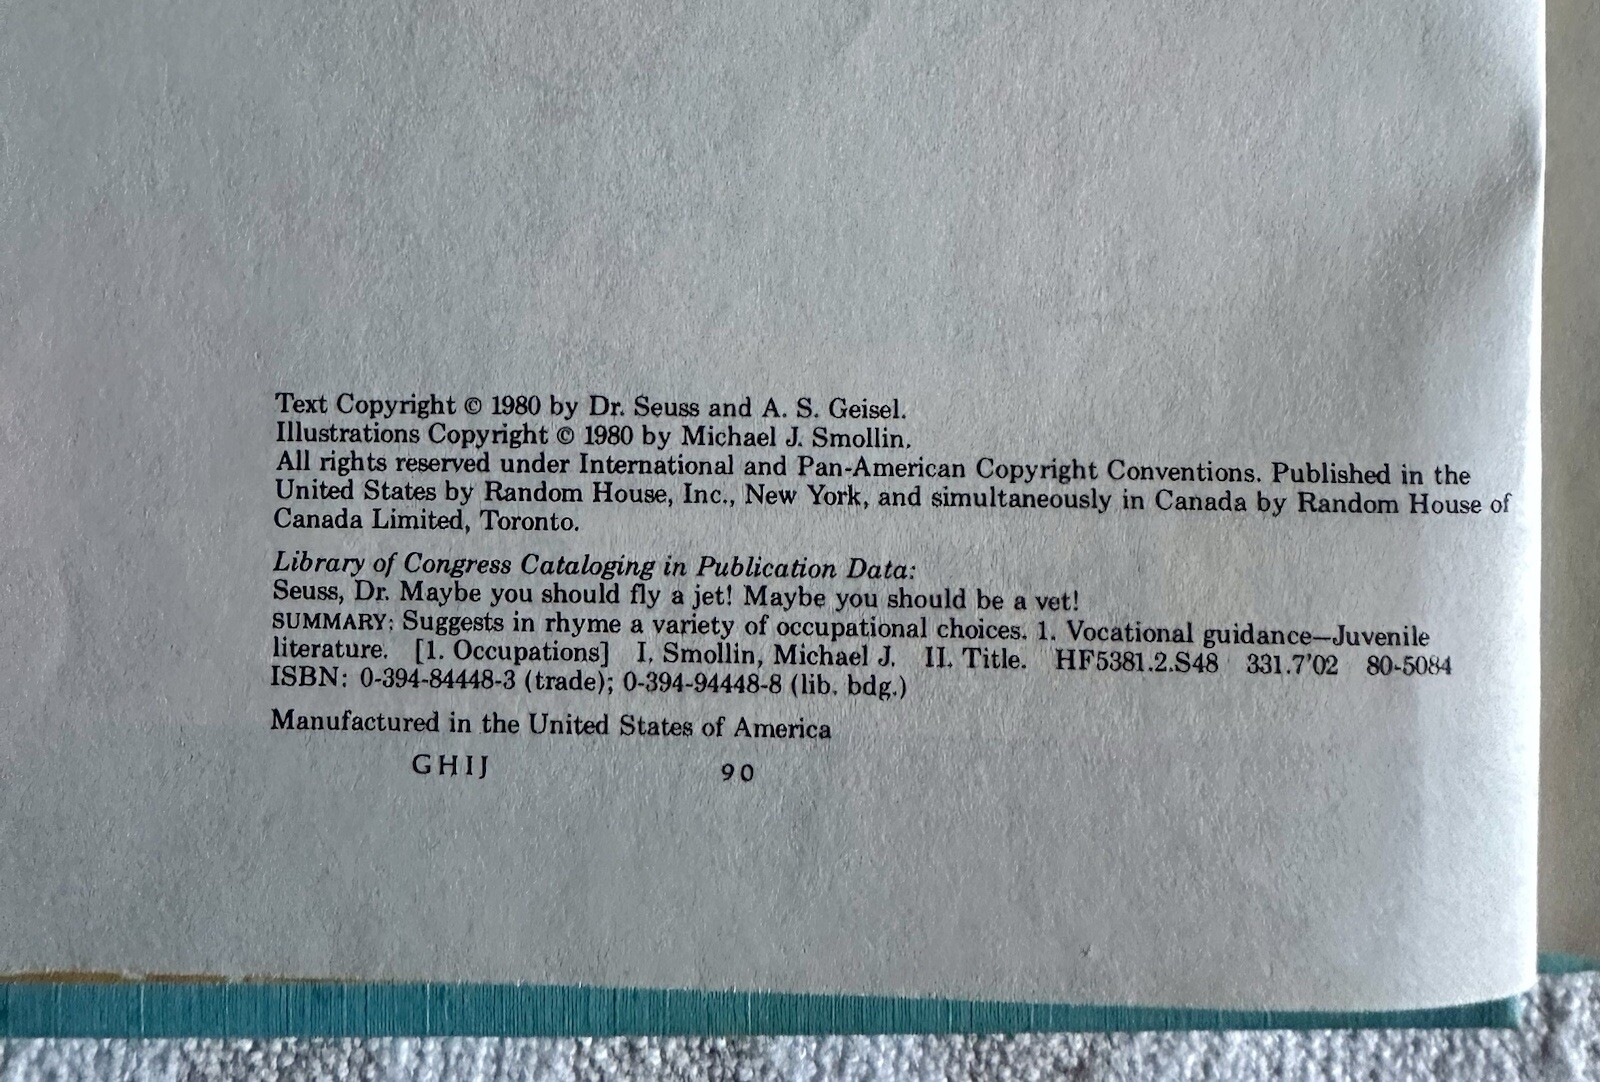 Text Copyright © 1980 by Dr. Seuss and A. S. Geisel.
Illustrations Copyright © 1980 by Michael J. Smollin.
All rights reserved under International and Pan-American Copyright Conventions. Published in the
United States by Random House, Inc., New York, and simultaneously in Canada by Random House of
Canada Limited, Toronto.
Library of Congress Cataloging in Publication Data:
Seuss, Dr. Maybe you should fly a jet! Maybe you should be a vet!
SUMMARY: Suggests in rhyme a variety of occupational choices. 1. Vocational guidance—Juvenile
literature. [1. Occupations] I. Smollin, Michael J. II. Title. HF5381.2.S48 331.7'02 80-5084
ISBN: 0-394-84448-3 (trade); 0-394-94448-8 (lib. bdg.)
Manufactured in the United States of America
G H I J 9 0